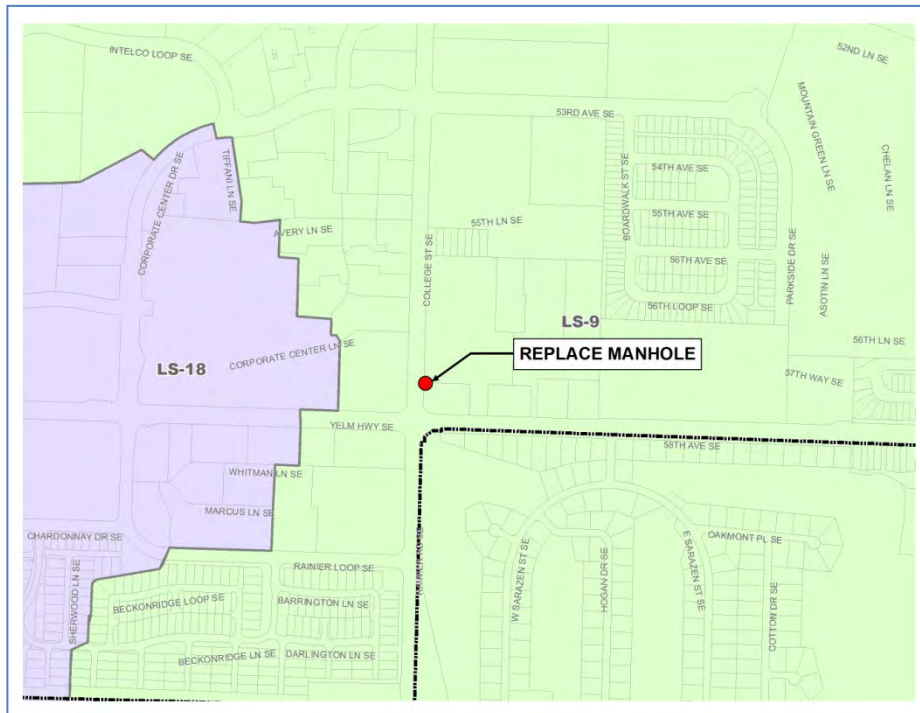 INTELCO LOOP SE
52ND LN SE
53RD AVE SE
MOUNTAIN GREEN LN SE
CHELAN LN SE
CORPORATE CENTER DR SE
TIFFANI LN SE
BOARDWALK ST SE
54TH AVE SE
55TH LN SE
55TH AVE SE
AVERY LN SE
COLLEGE ST SE
56TH AVE SE
PARKSIDE DR SE
ASOTIN LN SE
56TH LOOP SE
LS-9
56TH LN SE
REPLACE MANHOLE
CORPORATE CENTER LN SE
LS-18
57TH WAY SE
YELM HWY SE
58TH AVE SE
WHITMAN LN SE
MARCUS LN SE
CHARDONNAY DR SE
OAKMONT PL SE
RAINIER LOOP SE
W SARAZEN ST SE
HOGAN DR SE
E SARAZEN ST SE
COTTON DR SE
SHERWOOD LN SE
BECKONRIDGE LOOP SE
BARRINGTON LN SE
BECKONRIDGE LN SE
DARLINGTON LN SE